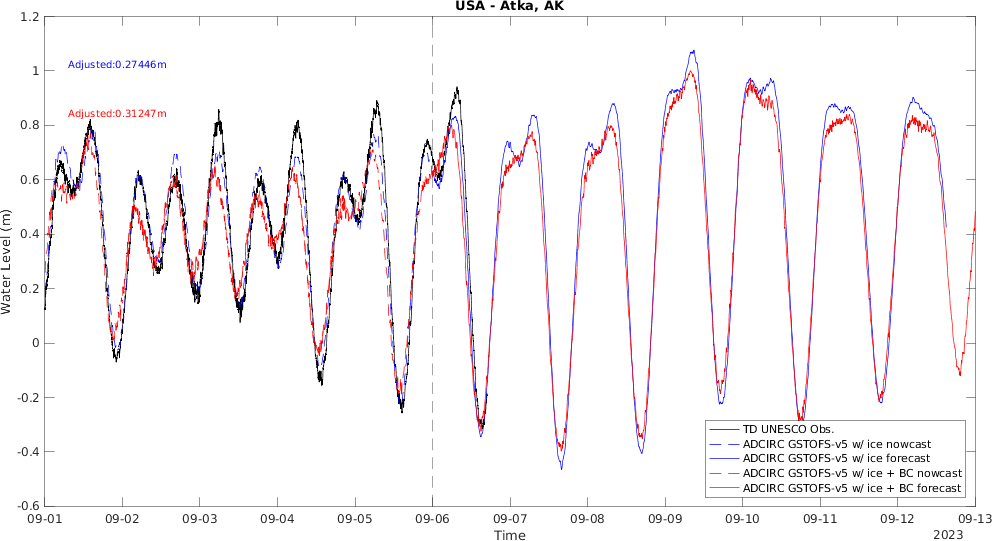 USA - Atka, AK
1.2
1
0.8
0.6
0.4
0.2
0
-0.2
-0.4
-0.6
Water Level (m)
Adjusted:0.27446m
Adjusted:0.31247m
TD UNESCO Obs.
ADCIRC GSTOFS-v5 w/ ice nowcast
ADCIRC GSTOFS-v5 w/ ice forecast
ADCIRC GSTOFS-v5 w/ ice + BC nowcast
ADCIRC GSTOFS-v5 w/ ice + BC forecast
09-01 09-02 09-03 09-04 09-05 09-06 09-07 09-08 09-09 09-10 09-11 09-12 09-13
Time
2023